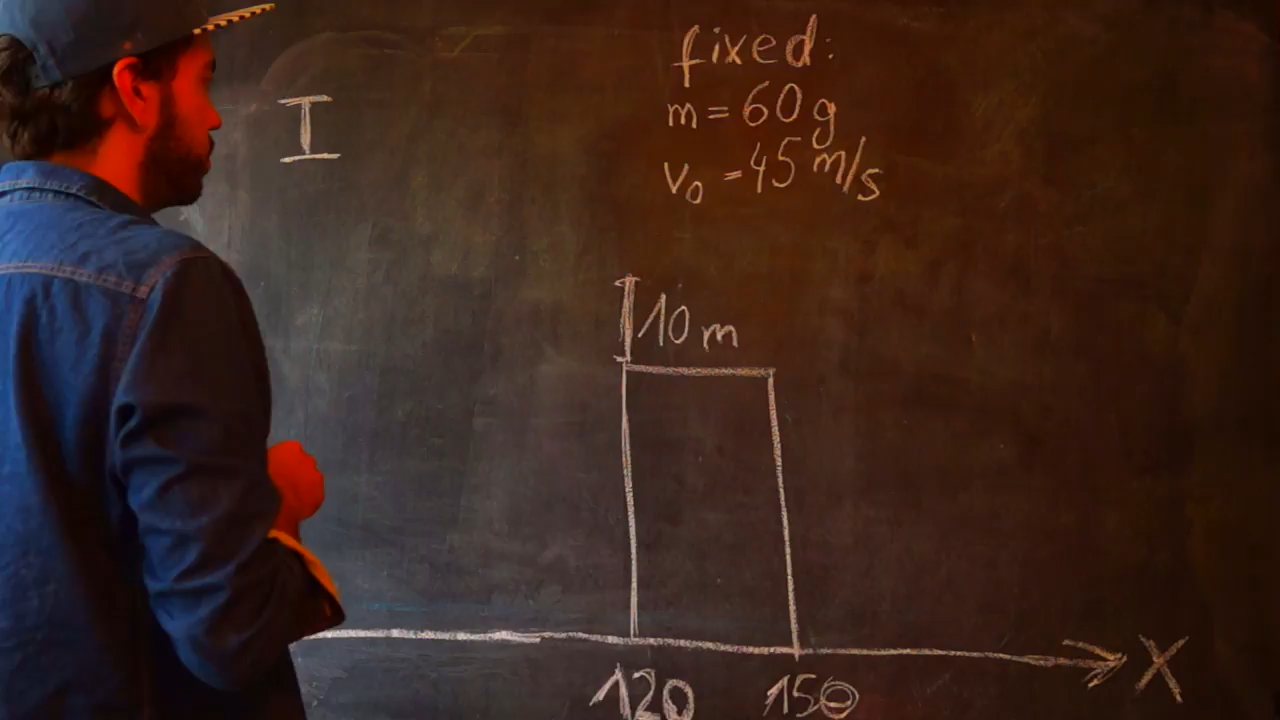 fixed:
I
m = 60 g
v₀ = 45 m/s
10 m
X
120 150